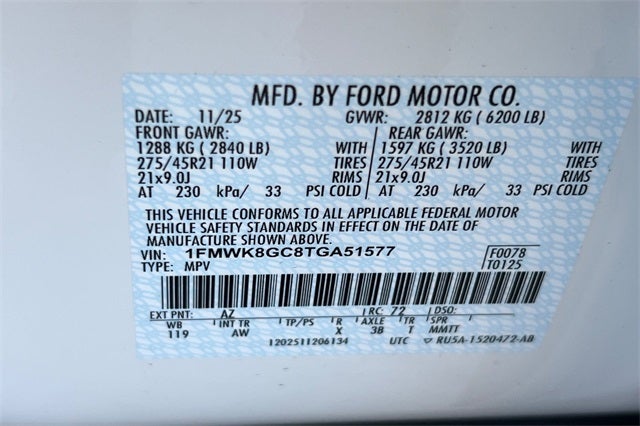 MFD. BY FORD MOTOR CO.
DATE: 11/25 GVWR: 2812 KG ( 6200 LB)
FRONT GAWR: REAR GAWR:
1288 KG ( 2840 LB) WITH 1597 KG ( 3520 LB) WITH
275/45R21 110W TIRES 275/45R21 110W TIRES
21x9.0J RIMS 21x9.0J RIMS
AT 230 kPa/ 33 PSI COLD AT 230 kPa/ 33 PSI COLD
THIS VEHICLE CONFORMS TO ALL APPLICABLE FEDERAL MOTOR
VEHICLE SAFETY STANDARDS IN EFFECT ON THE DATE OF
MANUFACTURE SHOWN ABOVE.
VIN: 1FMWK8GC8TGA51577 F0078
TYPE: MPV T0125
EXT PNT: AZ RC: 72 DSO:
WB INT TR TP/PS R AXLE TR SPR
119 AW X 3B T MMTT
1202511206134 UTC ▽ RU5A-1520472-AB